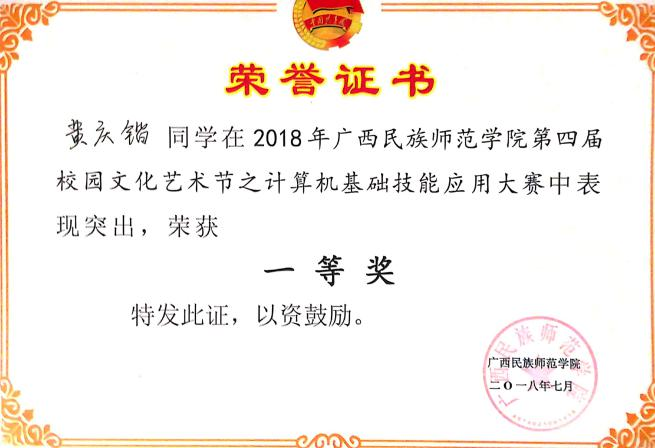 荣誉证书
黄庆锴 同学在2018年广西民族师范学院第四届
校园文化艺术节之计算机基础技能应用大赛中表
现突出，荣获
一等奖
特发此证，以资鼓励。
广西民族师范学院
二〇一八年七月